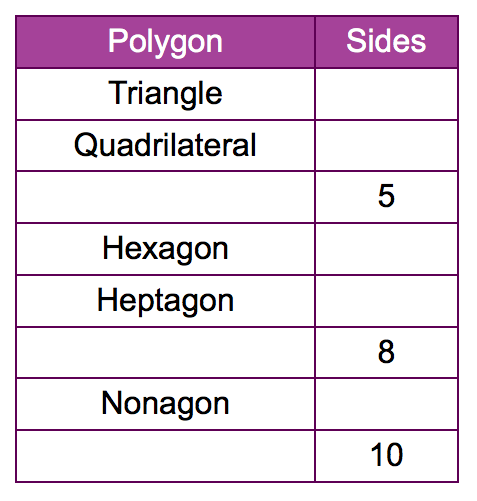 Polygon Sides
Triangle
Quadrilateral
5
Hexagon
Heptagon
8
Nonagon
10